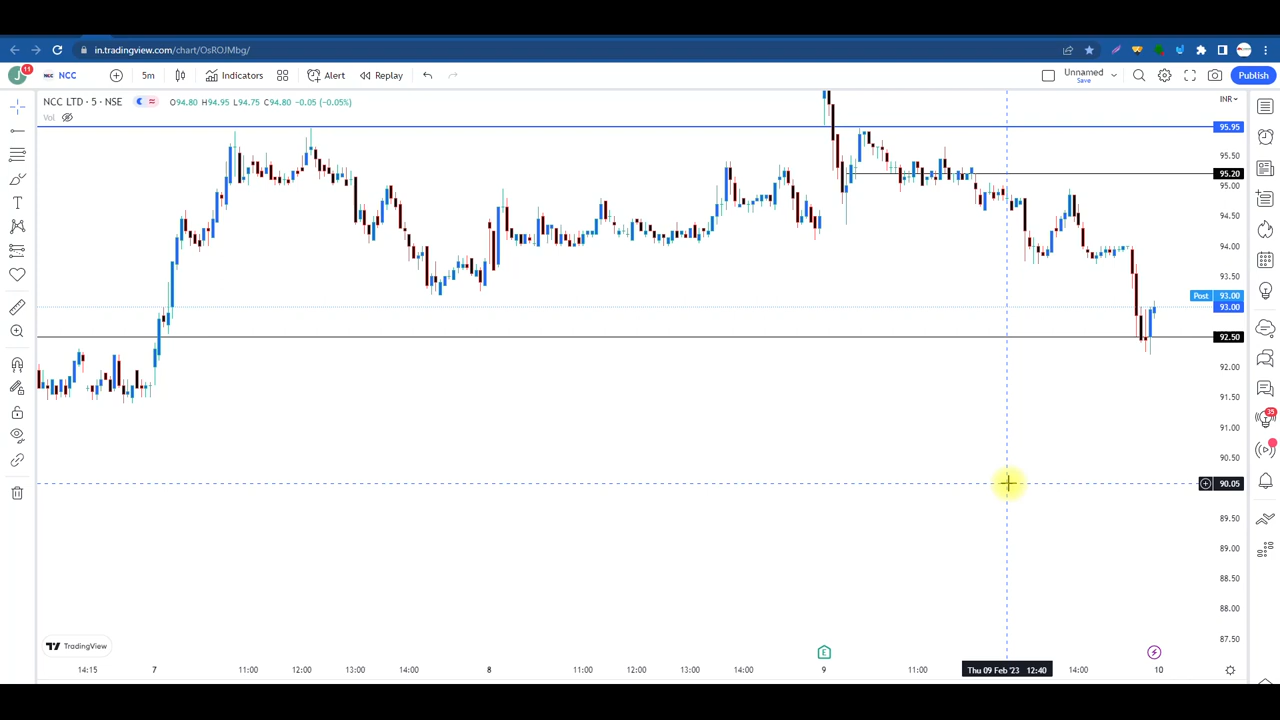 in.tradingview.com/chart/OsROJMbg/
J 11 NCC NCC 5m Indicators Alert Replay Unnamed Save Publish
NCC LTD · 5 · NSE O94.80 H94.95 L94.75 C94.80 -0.05 (-0.05%) INR
Vol
95.95
95.50
95.20
95.00
94.50
94.00
93.50
Post 93.00
93.00
92.50
92.00
91.50
91.00
35
90.50
90.05
89.50
89.00
88.50
88.00
87.50
TradingView
E
14:15 7 11:00 12:00 13:00 14:00 8 11:00 12:00 13:00 14:00 9 11:00 Thu 09 Feb '23 12:40 14:00 10